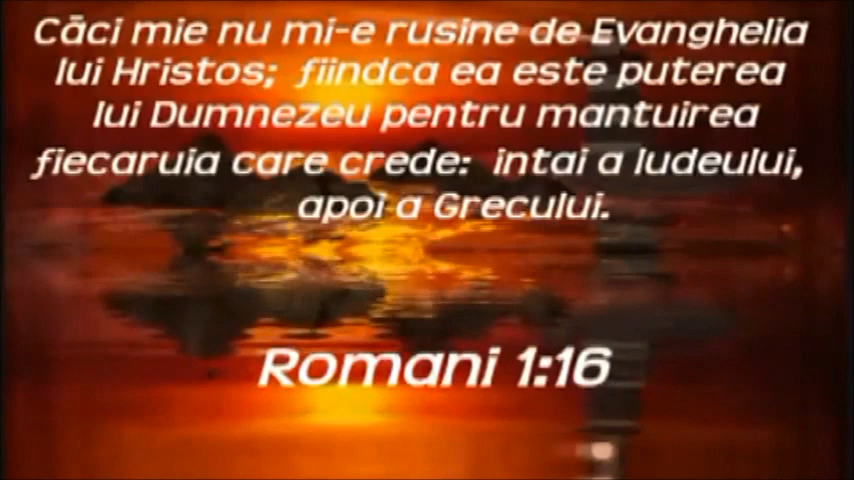 Căci mie nu mi-e rusine de Evanghelia
lui Hristos; fiindca ea este puterea
lui Dumnezeu pentru mantuirea
fiecaruia care crede: intai a Iudeului,
apoi a Grecului.
Romani 1:16